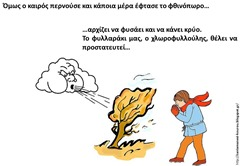 Όμως ο καιρός περνούσε και κάποια μέρα έφτασε το φθινόπωρο...
...αρχίζει να φυσάει και να κάνει κρύο.
Το φυλλαράκι μας, ο χλωροφυλλούλης, θέλει να
προστατευτεί...